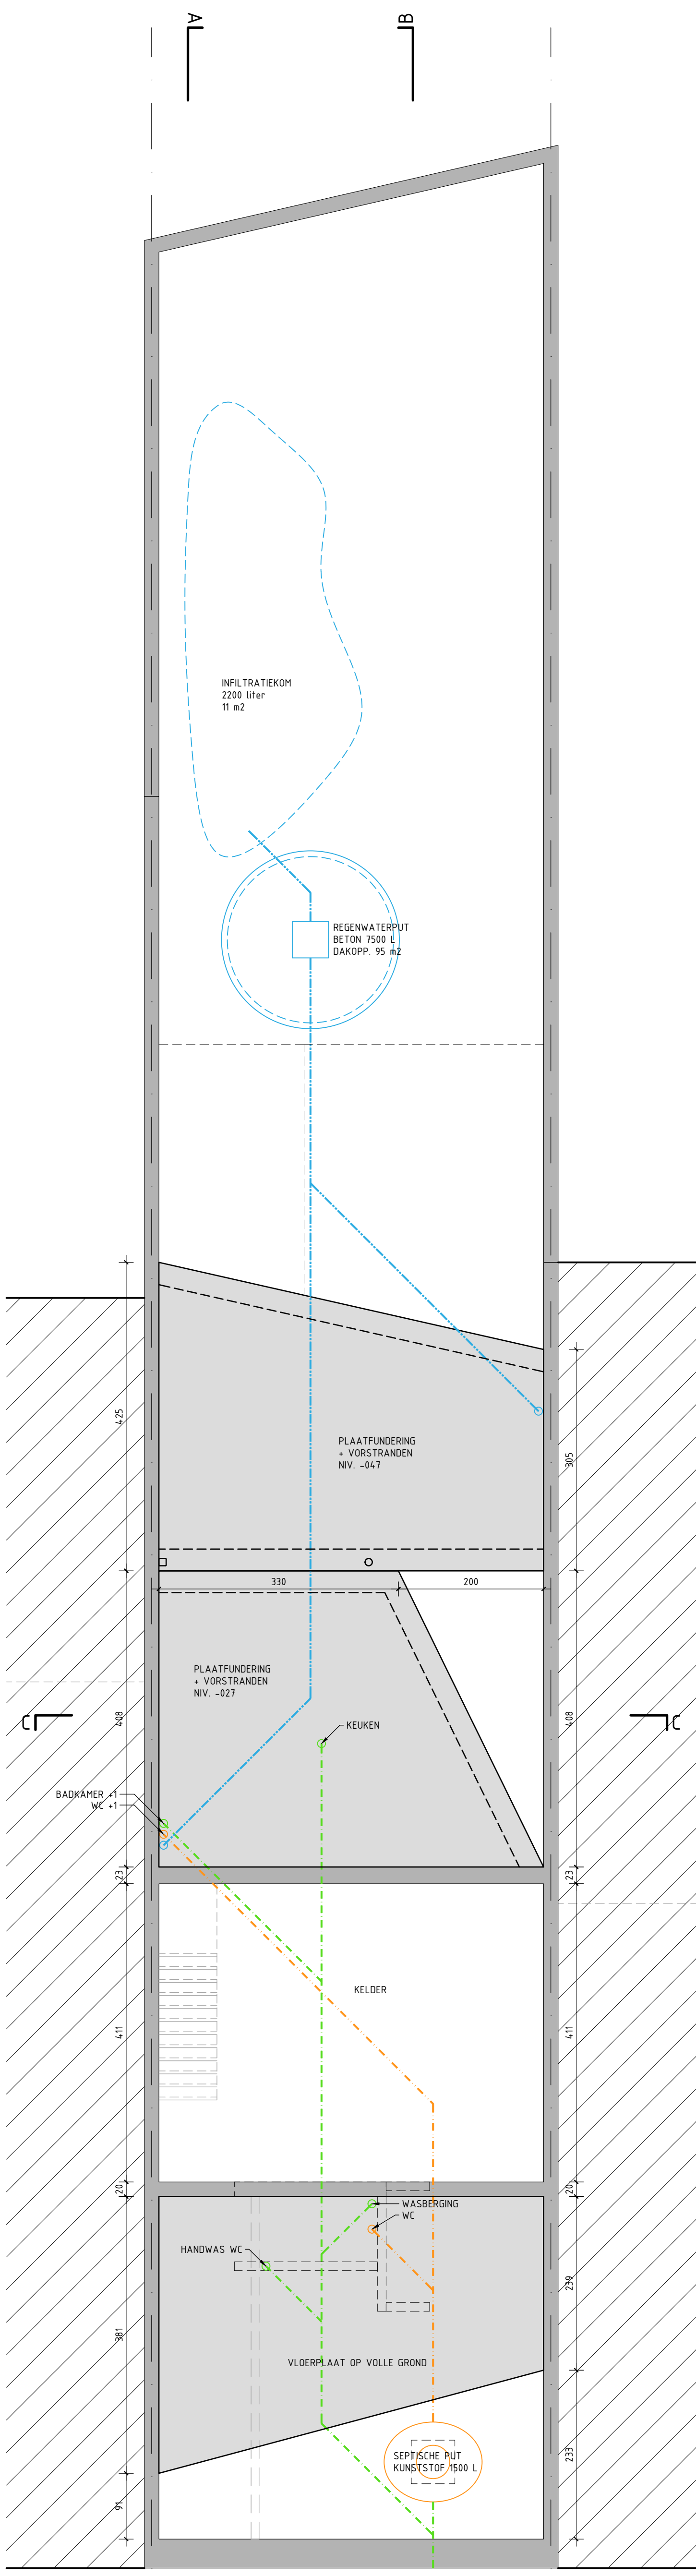 A
B
INFILTRATIEKOM
2200 liter
11 m2
REGENWATERPUT
BETON 7500 L
DAKOPP. 95 m2
425
305
PLAATFUNDERING
+ VORSTRANDEN
NIV. -047
330
200
PLAATFUNDERING
+ VORSTRANDEN
NIV. -027
C
408
408
C
KEUKEN
BADKAMER +1
WC +1
23
23
KELDER
411
411
20
20
WASBERGING
WC
HANDWAS WC
239
381
VLOERPLAAT OP VOLLE GROND
233
SEPTISCHE PUT
KUNSTSTOF 1500 L
91